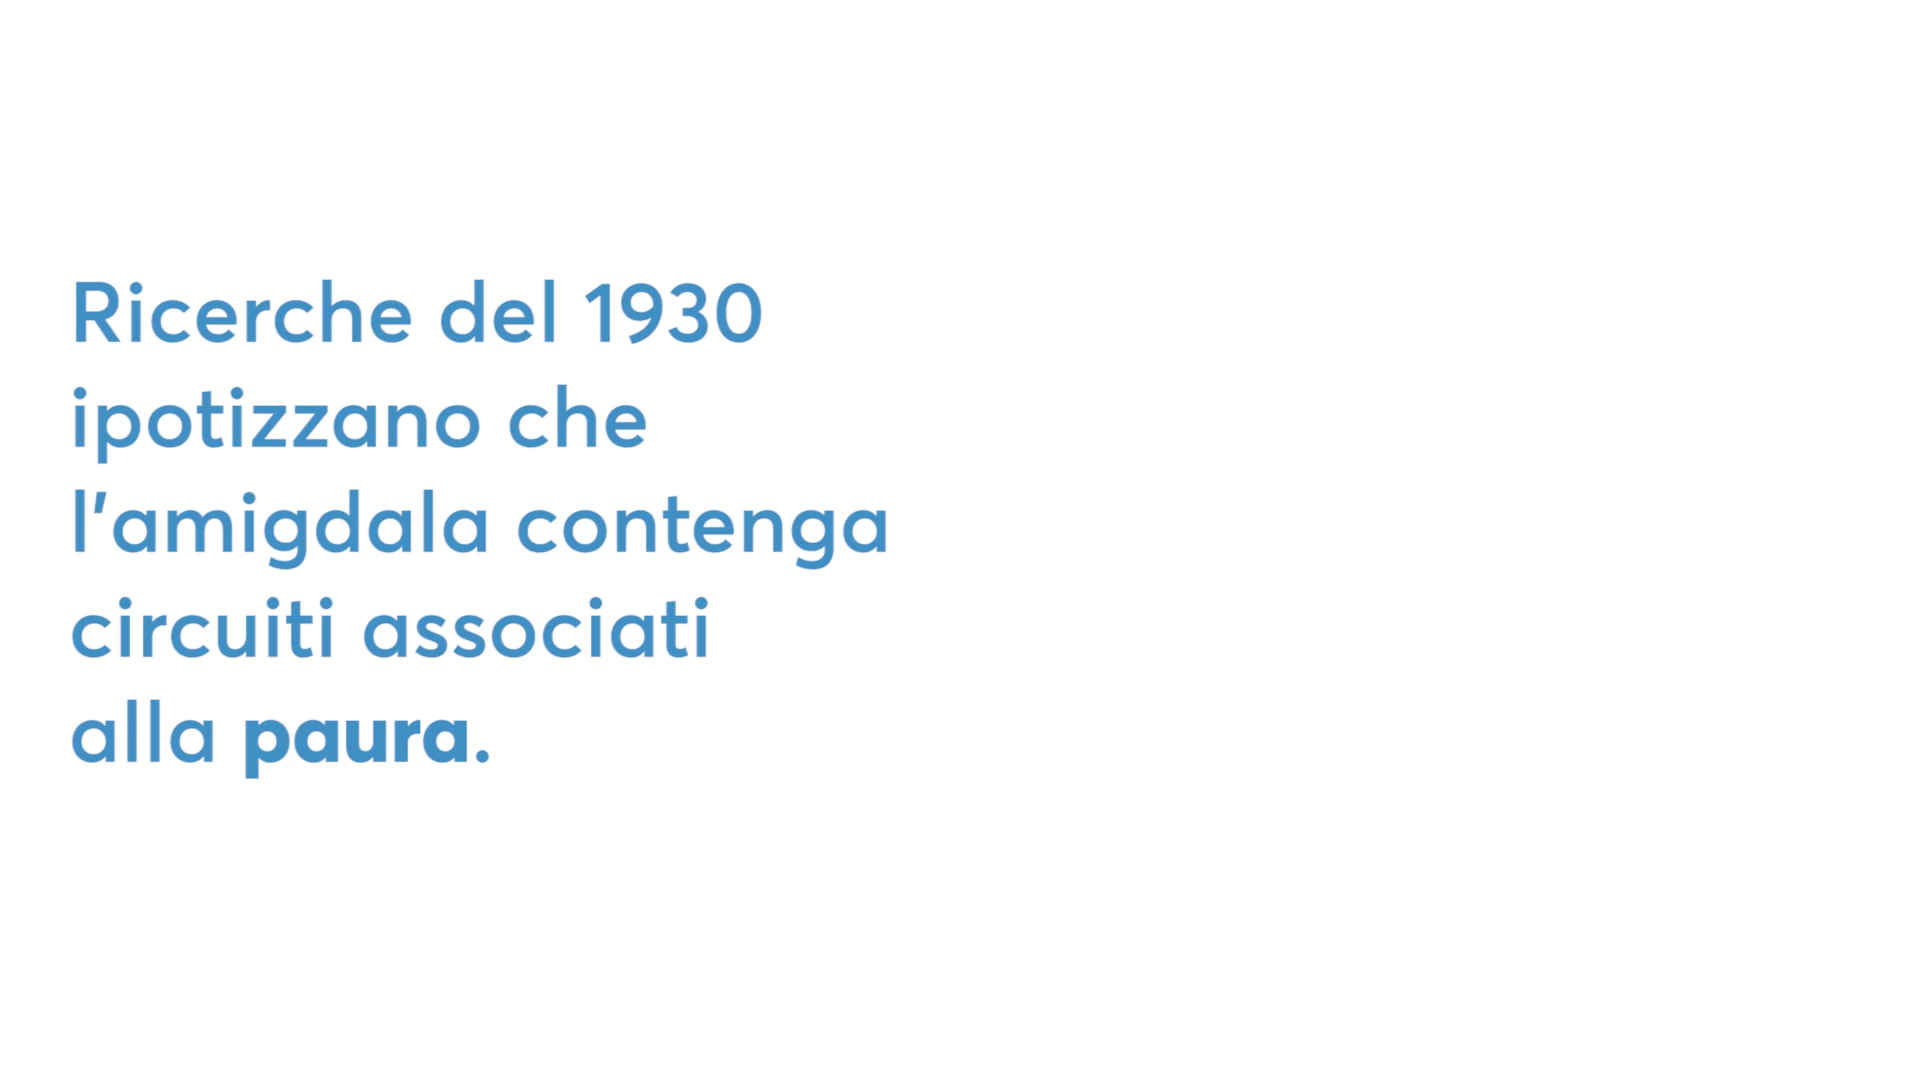 Ricerche del 1930
ipotizzano che
l'amigdala contenga
circuiti associati
alla paura.